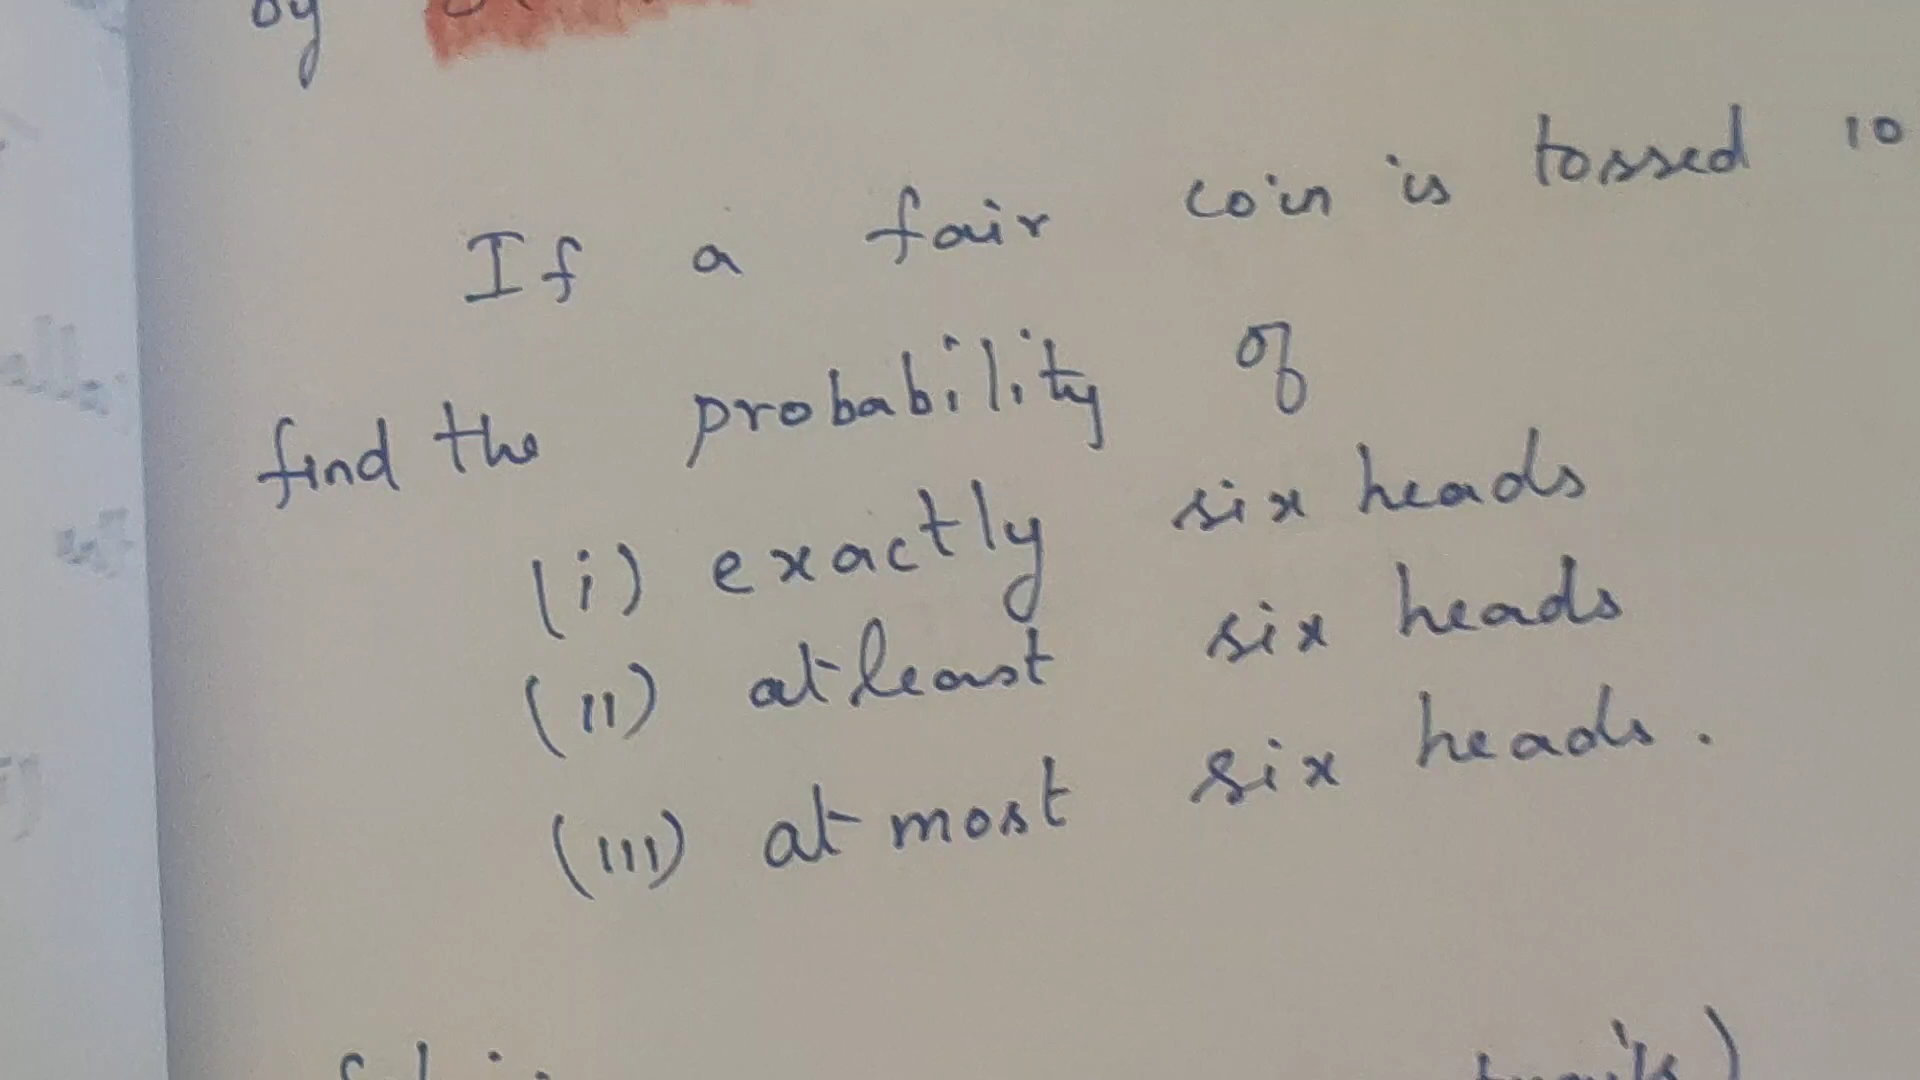 by
If a fair coin is tossed 10
find the probability of
(i) exactly six heads
(ii) atleast six heads
(iii) at most six heads.